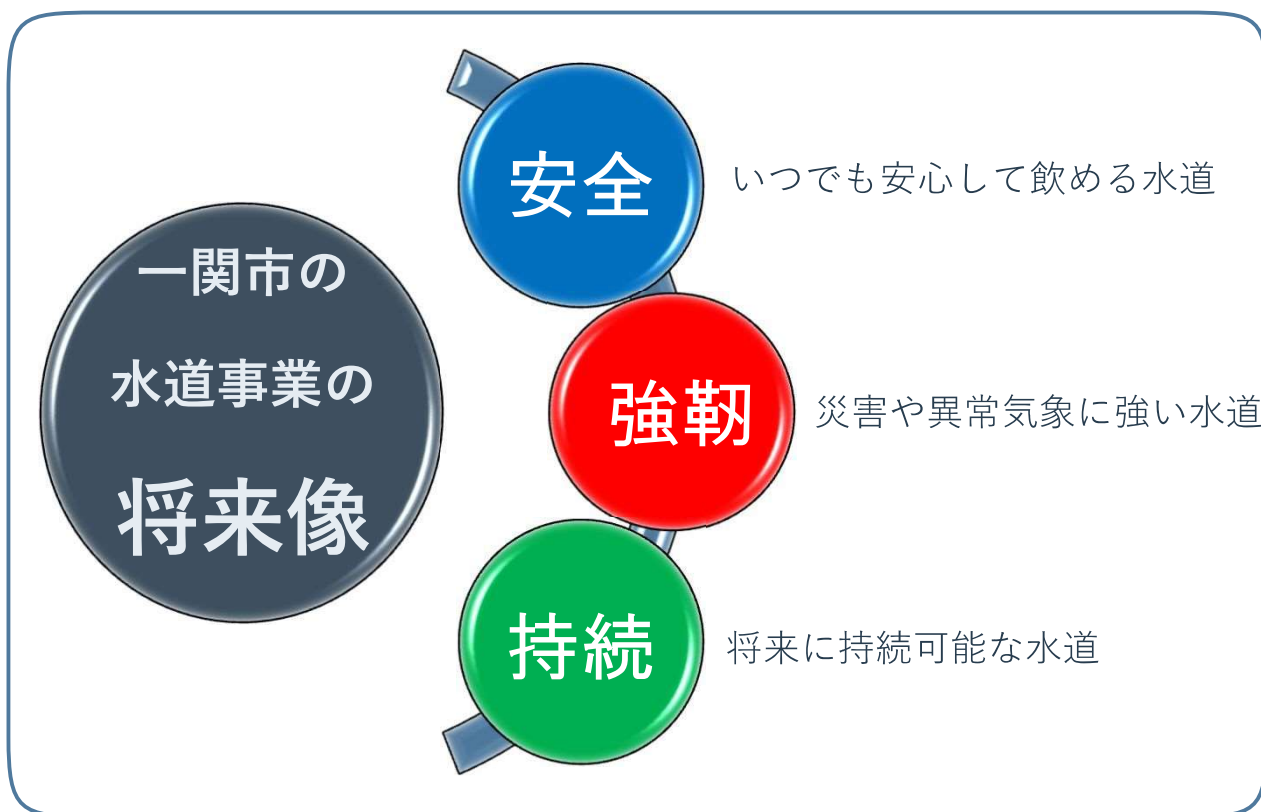 一関市の
水道事業の
将来像
安全
いつでも安心して飲める水道
強靭
災害や異常気象に強い水道
持続
将来に持続可能な水道